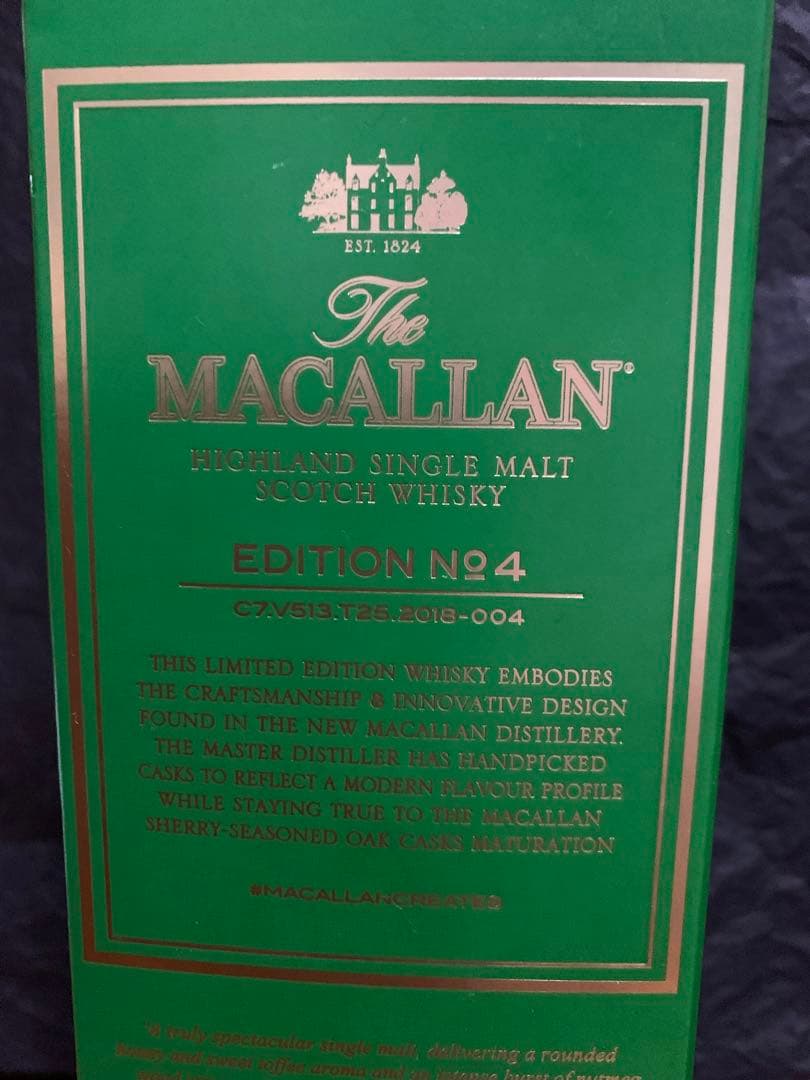 EST. 1824
The
MACALLAN®
HIGHLAND SINGLE MALT
SCOTCH WHISKY
EDITION Nº4
C7.V513.T25.2018-004
THIS LIMITED EDITION WHISKY EMBODIES
THE CRAFTSMANSHIP & INNOVATIVE DESIGN
FOUND IN THE NEW MACALLAN DISTILLERY.
THE MASTER DISTILLER HAS HANDPICKED
CASKS TO REFLECT A MODERN FLAVOUR PROFILE
WHILE STAYING TRUE TO THE MACALLAN
SHERRY-SEASONED OAK CASKS MATURATION
#MACALLANCREATES
'A truly spectacular single malt, delivering a rounded
and sweet toffee aroma and an intense burst of nutmeg